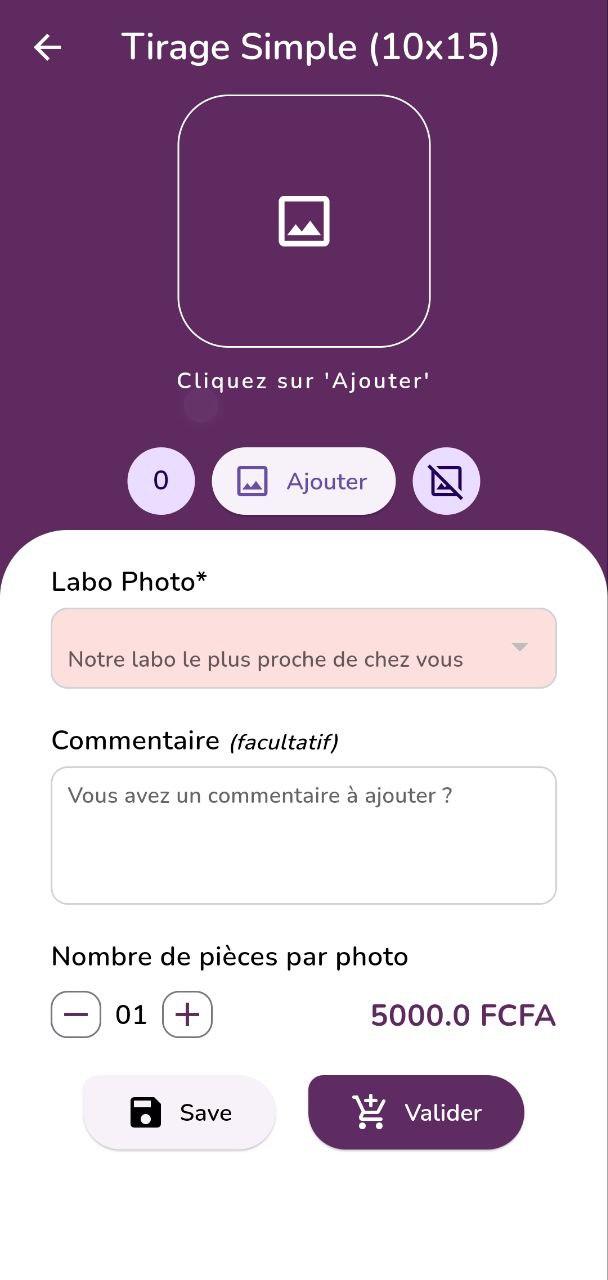 Tirage Simple (10x15)
Cliquez sur 'Ajouter'
0
Ajouter
Labo Photo*
Notre labo le plus proche de chez vous
Commentaire (facultatif)
Vous avez un commentaire à ajouter ?
Nombre de pièces par photo
01
5000.0 FCFA
Save
Valider